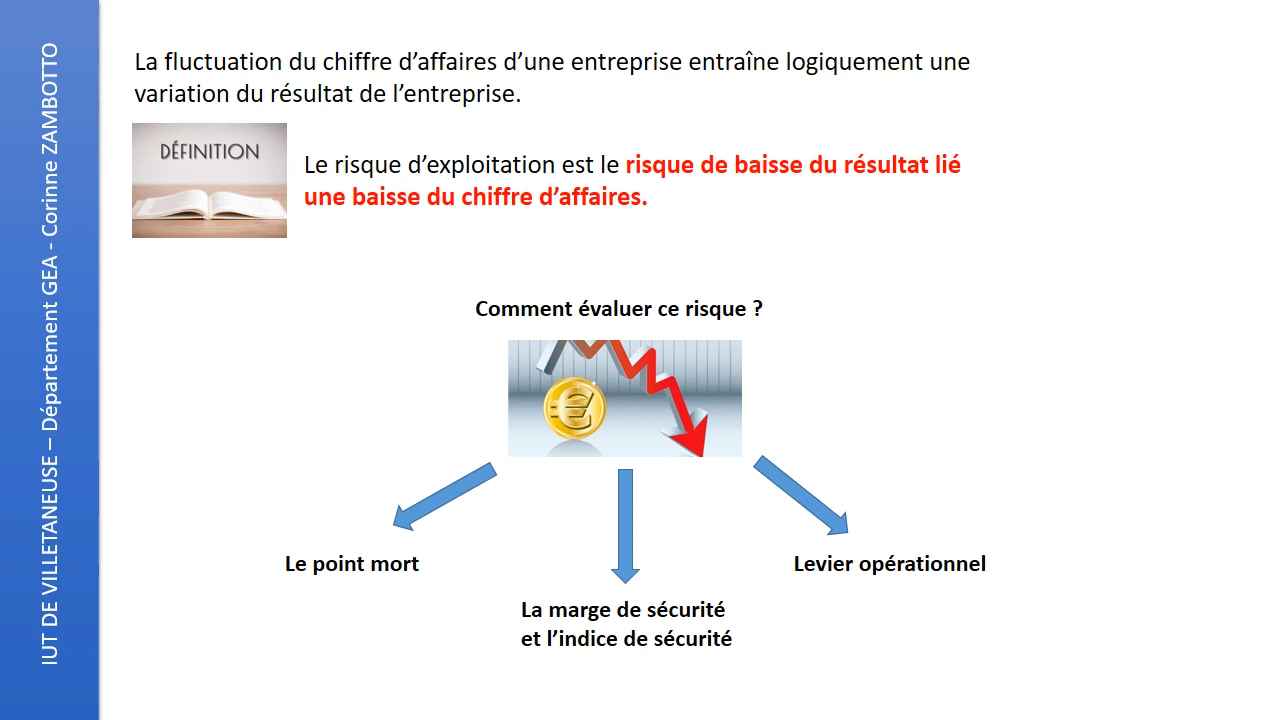 IUT DE VILLETANEUSE – Département GEA - Corinne ZAMBOTTO
La fluctuation du chiffre d’affaires d’une entreprise entraîne logiquement une
variation du résultat de l’entreprise.
DÉFINITION
Le risque d’exploitation est le risque de baisse du résultat lié
une baisse du chiffre d’affaires.
Comment évaluer ce risque ?
Le point mort
Levier opérationnel
La marge de sécurité
et l’indice de sécurité